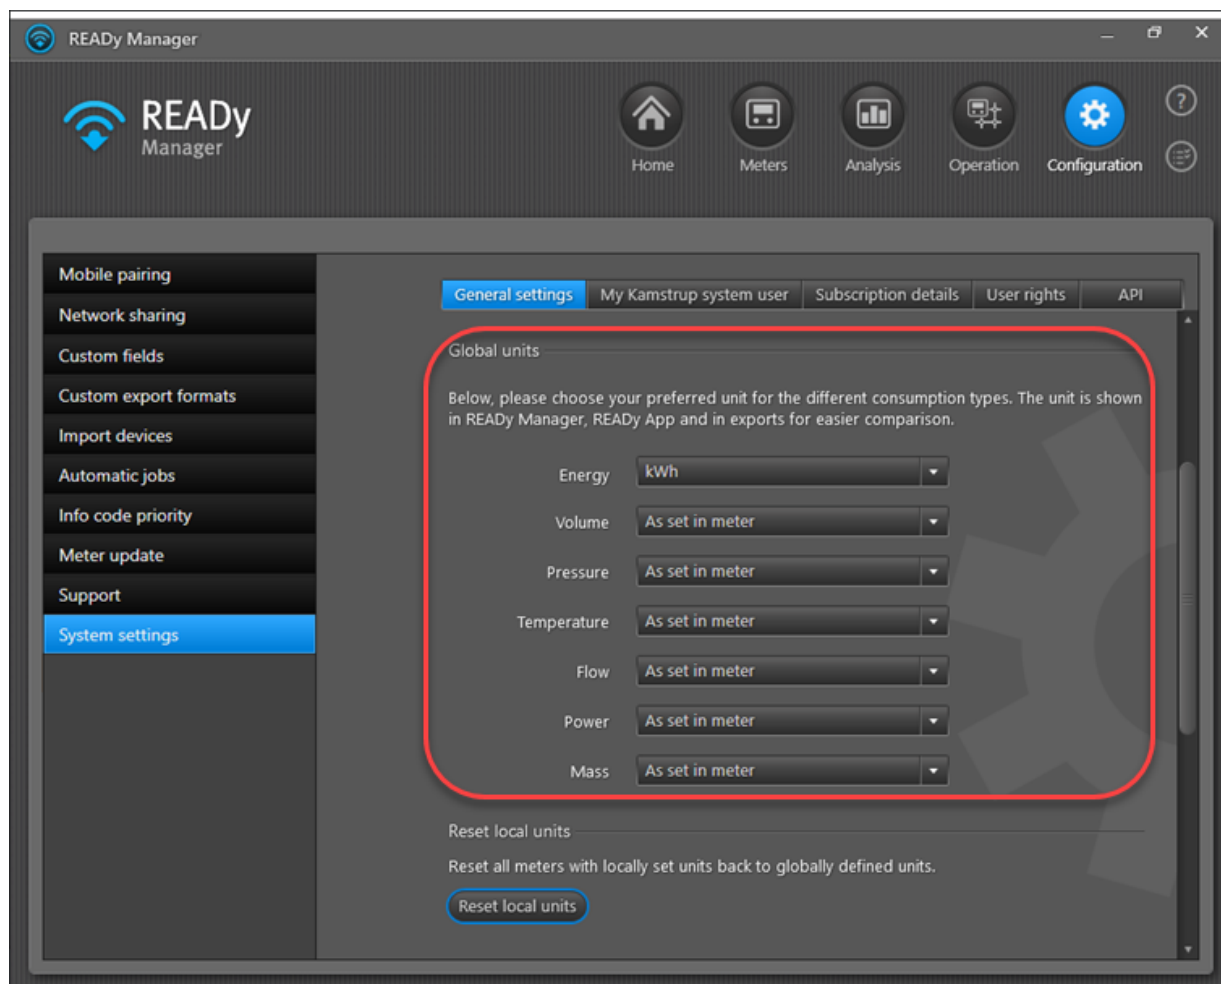 READy Manager
READy
Manager
?
Home
Meters
Analysis
Operation
Configuration
Mobile pairing
Network sharing
Custom fields
Custom export formats
Import devices
Automatic jobs
Info code priority
Meter update
Support
System settings
General settings
My Kamstrup system user
Subscription details
User rights
API
Global units
Below, please choose your preferred unit for the different consumption types. The unit is shown
in READy Manager, READy App and in exports for easier comparison.
Energy kWh
Volume As set in meter
Pressure As set in meter
Temperature As set in meter
Flow As set in meter
Power As set in meter
Mass As set in meter
Reset local units
Reset all meters with locally set units back to globally defined units.
Reset local units